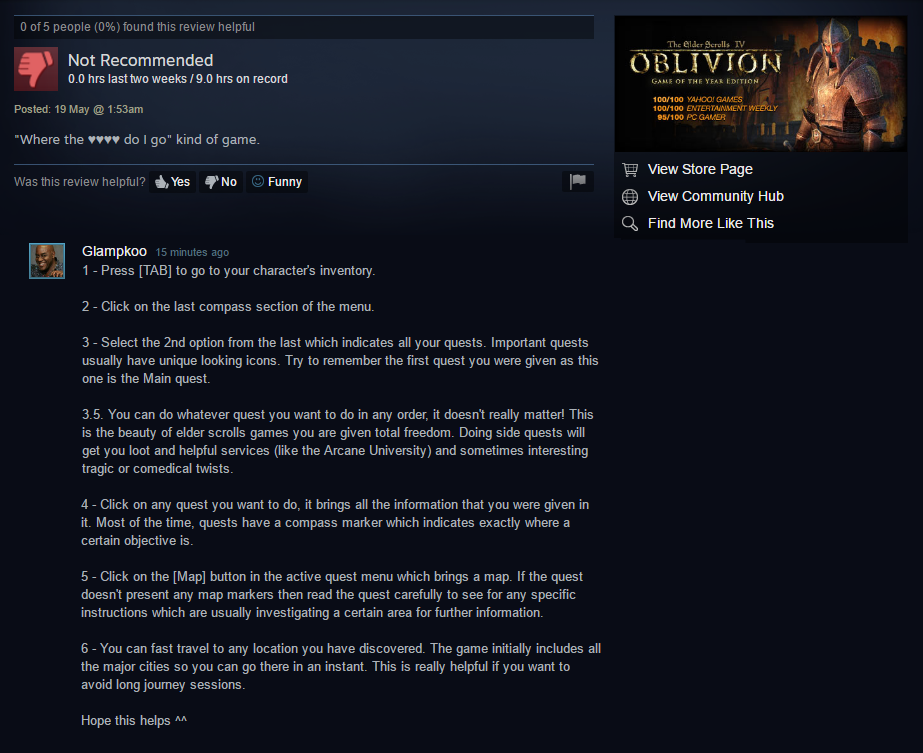 0 of 5 people (0%) found this review helpful
Not Recommended
0.0 hrs last two weeks / 9.0 hrs on record
Posted: 19 May @ 1:53am
"Where the ♥♥♥♥ do I go" kind of game.
Was this review helpful? Yes No Funny
The Elder Scrolls IV
OBLIVION
GAME OF THE YEAR EDITION
100/100 YAHOO! GAMES
100/100 ENTERTAINMENT WEEKLY
95/100 PC GAMER
View Store Page
View Community Hub
Find More Like This
Glampkoo 15 minutes ago
1 - Press [TAB] to go to your character's inventory.
2 - Click on the last compass section of the menu.
3 - Select the 2nd option from the last which indicates all your quests. Important quests
usually have unique looking icons. Try to remember the first quest you were given as this
one is the Main quest.
3.5. You can do whatever quest you want to do in any order, it doesn't really matter! This
is the beauty of elder scrolls games you are given total freedom. Doing side quests will
get you loot and helpful services (like the Arcane University) and sometimes interesting
tragic or comedical twists.
4 - Click on any quest you want to do, it brings all the information that you were given in
it. Most of the time, quests have a compass marker which indicates exactly where a
certain objective is.
5 - Click on the [Map] button in the active quest menu which brings a map. If the quest
doesn't present any map markers then read the quest carefully to see for any specific
instructions which are usually investigating a certain area for further information.
6 - You can fast travel to any location you have discovered. The game initially includes all
the major cities so you can go there in an instant. This is really helpful if you want to
avoid long journey sessions.
Hope this helps ^^